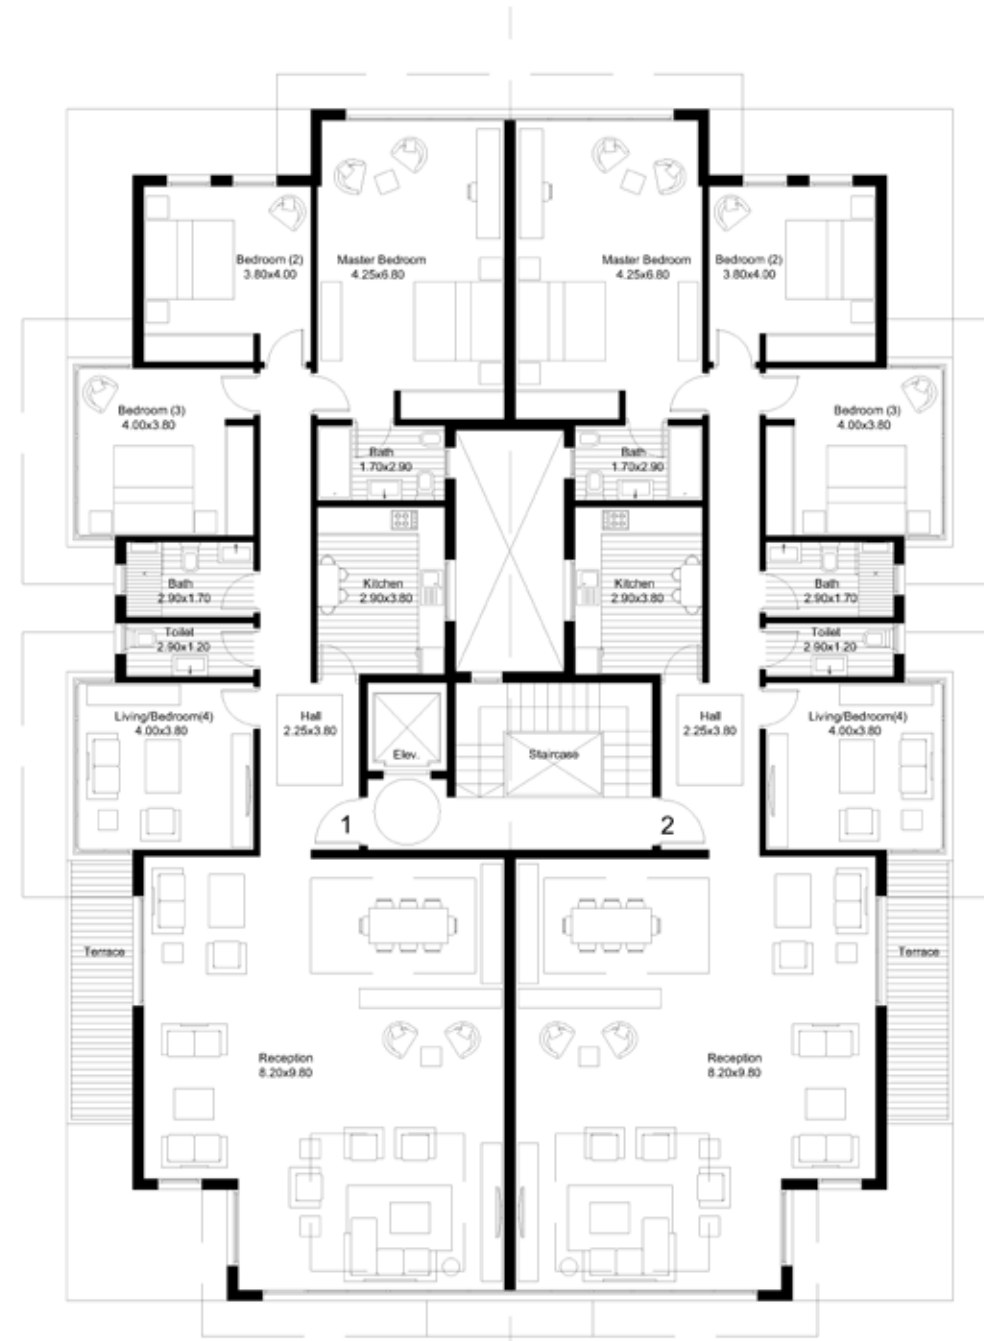 Bedroom (2)
3.80x4.00
Master Bedroom
4.25x6.80
Master Bedroom
4.25x6.80
Bedroom (2)
3.80x4.00
Bedroom (3)
4.00x3.80
Bedroom (3)
4.00x3.80
Bath
1.70x2.90
Bath
1.70x2.90
Bath
2.90x1.70
Kitchen
2.90x3.80
Kitchen
2.90x3.80
Bath
2.90x1.70
Toilet
2.90x1.20
Toilet
2.90x1.20
Living/Bedroom(4)
4.00x3.80
Hall
2.25x3.80
Elev.
Staircase
Hall
2.25x3.80
Living/Bedroom(4)
4.00x3.80
1
2
Terrace
Terrace
Reception
8.20x9.80
Reception
8.20x9.80